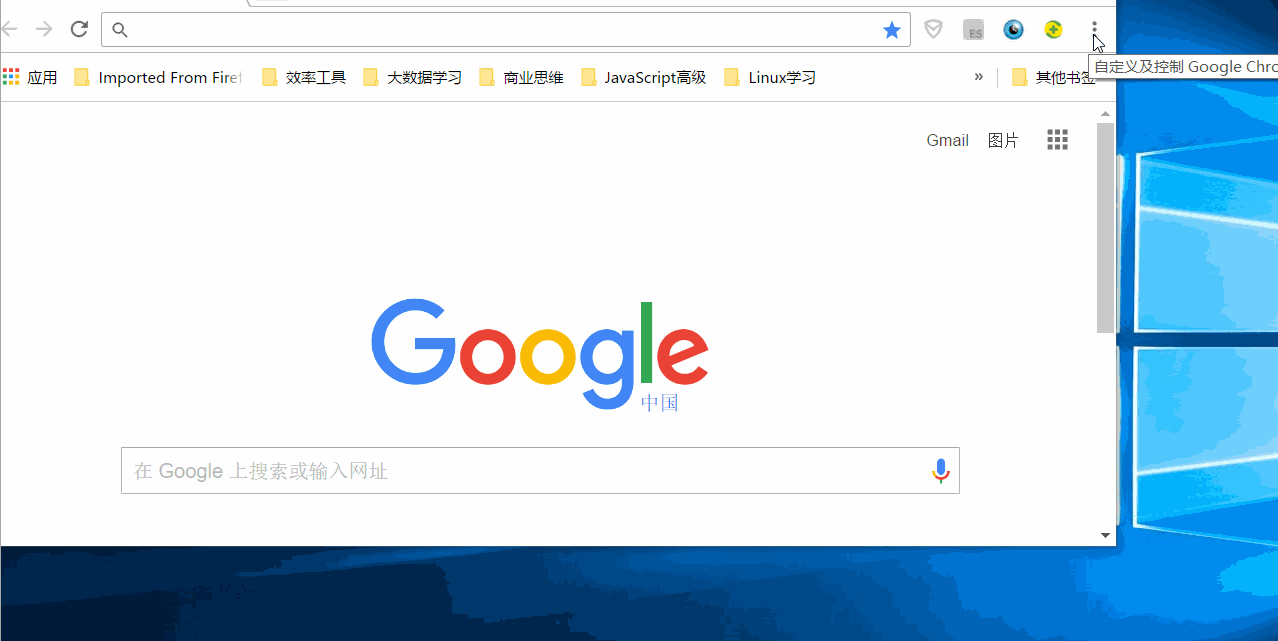 ES
应用 Imported From Firef 效率工具 大数据学习 商业思维 JavaScript高级 Linux学习 » 其他书签
自定义及控制 Google Chro
Gmail 图片
Google
中国
在 Google 上搜索或输入网址